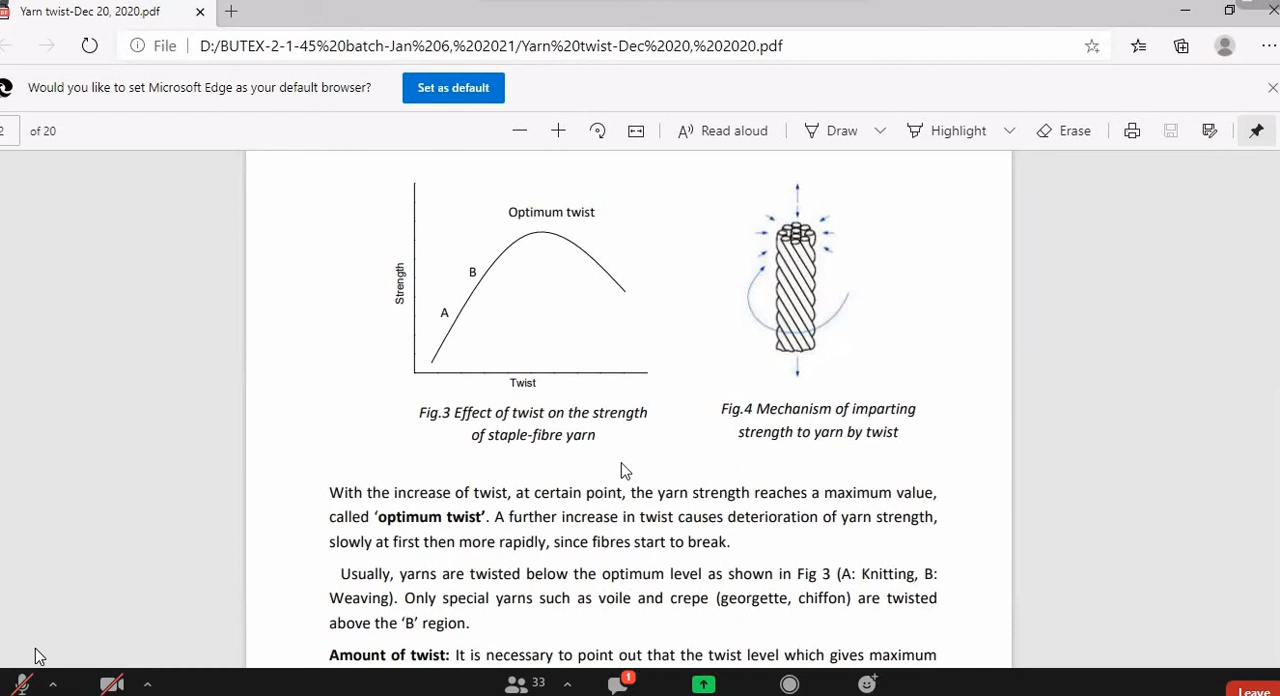 Yarn twist-Dec 20, 2020.pdf
File
D:/BUTEX-2-1-45%20batch-Jan%206,%202021/Yarn%20twist-Dec%2020,%202020.pdf
Would you like to set Microsoft Edge as your default browser?
Set as default
2 of 20
Read aloud
Draw
Highlight
Erase
Optimum twist
B
A
Strength
Twist
Fig.3 Effect of twist on the strength
of staple-fibre yarn
Fig.4 Mechanism of imparting
strength to yarn by twist
With the increase of twist, at certain point, the yarn strength reaches a maximum value,
called ‘optimum twist’. A further increase in twist causes deterioration of yarn strength,
slowly at first then more rapidly, since fibres start to break.
Usually, yarns are twisted below the optimum level as shown in Fig 3 (A: Knitting, B:
Weaving). Only special yarns such as voile and crepe (georgette, chiffon) are twisted
above the ‘B’ region.
Amount of twist: It is necessary to point out that the twist level which gives maximum
33
1
Leave